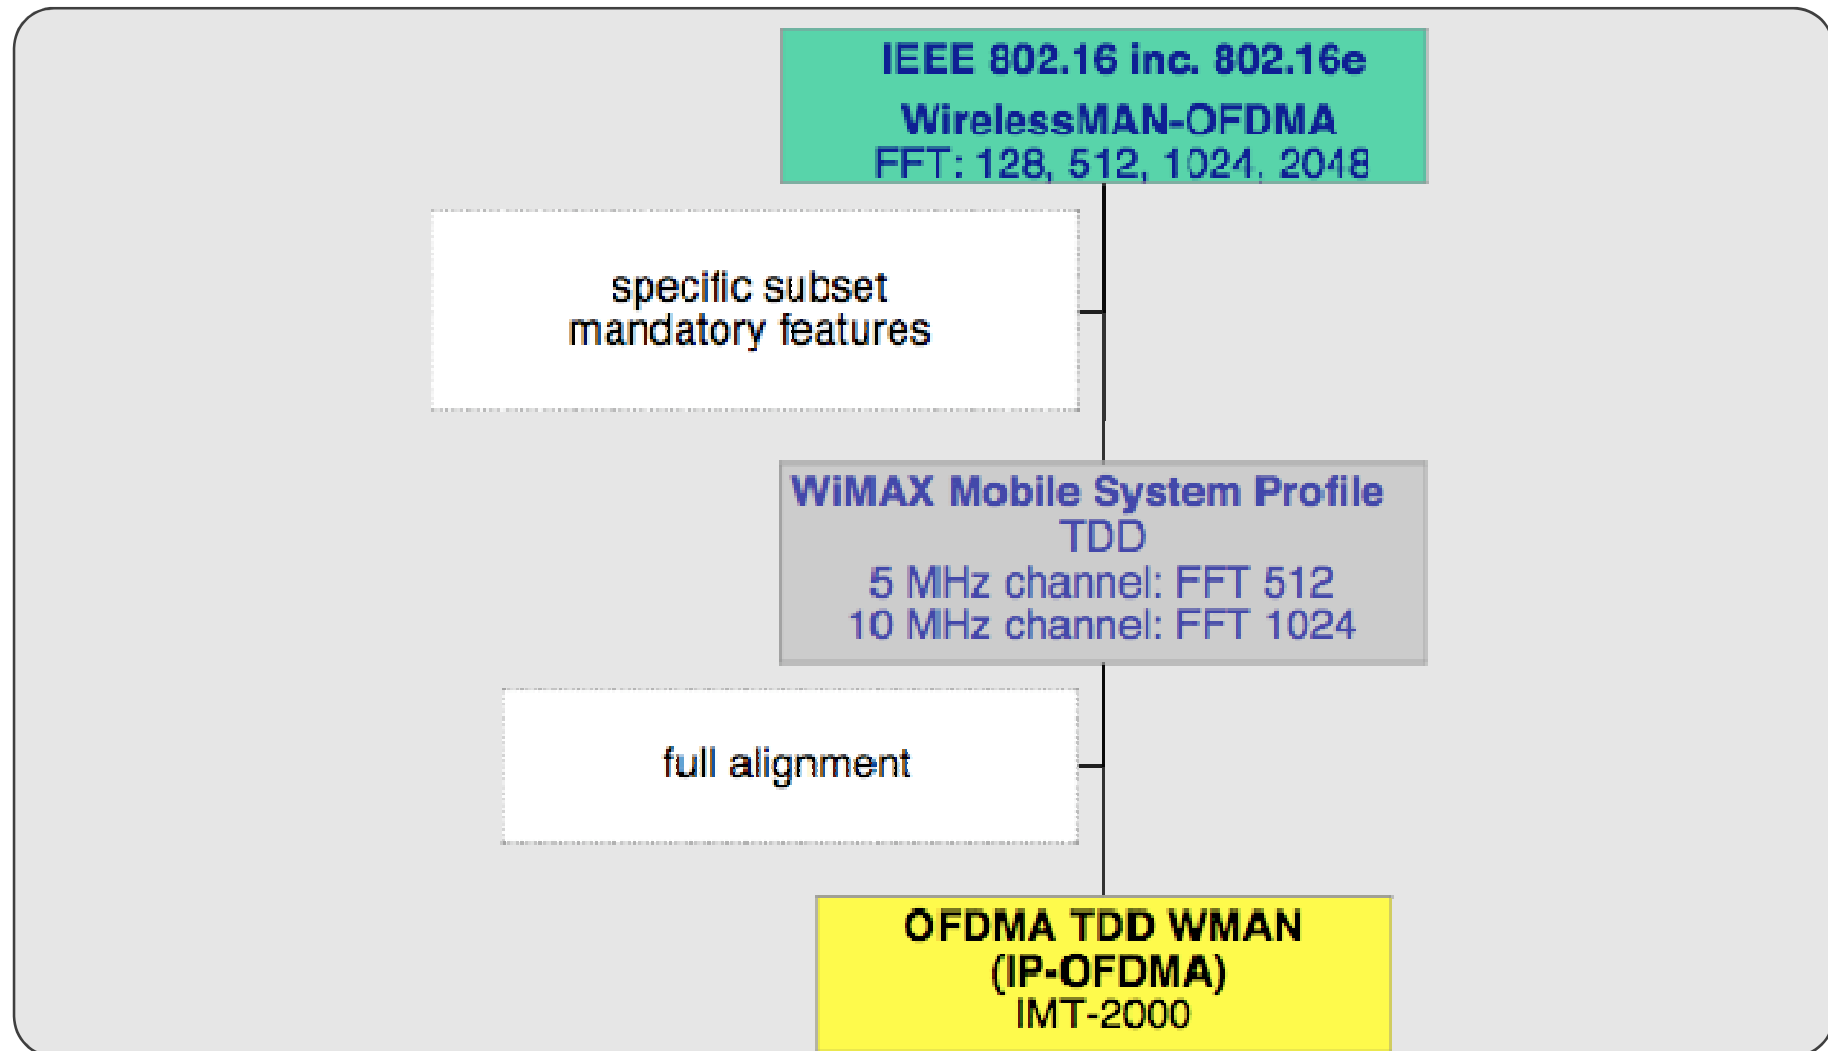 IEEE 802.16 inc. 802.16e
WirelessMAN-OFDMA
FFT: 128, 512, 1024, 2048
specific subset
mandatory features
WiMAX Mobile System Profile
TDD
5 MHz channel: FFT 512
10 MHz channel: FFT 1024
full alignment
OFDMA TDD WMAN
(IP-OFDMA)
IMT-2000